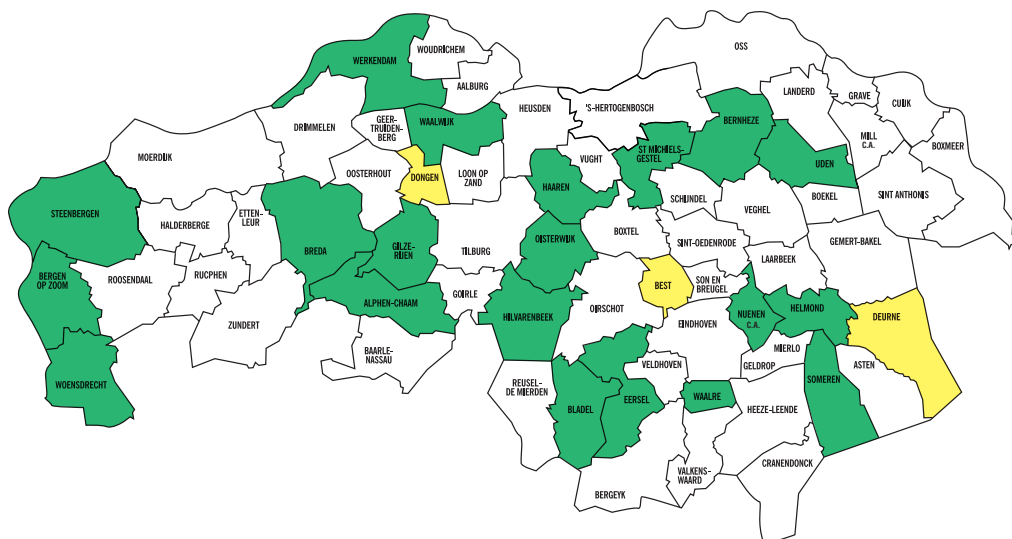 OSS
WOUDRICHEM
WERKENDAM
AALBURG
LANDERD
GRAVE
CUIJK
HEUSDEN
'S-HERTOGENBOSCH
GEER-
TRUIDEN-
BERG
WAALWIJK
BERNHEZE
DRIMMELEN
MILL
C.A.
BOXMEER
MOERDIJK
VUGHT
ST MICHIELS-
GESTEL
UDEN
OOSTERHOUT
DONGEN
LOON OP
ZAND
HAAREN
SCHIJNDEL
BOEKEL
SINT ANTHONIS
STEENBERGEN
HALDERBERGE
ETTEN-
LEUR
VEGHEL
BREDA
GILZE-
RIJEN
TILBURG
OISTERWIJK
BOXTEL
SINT-OEDENRODE
GEMERT-BAKEL
LAARBEEK
BERGEN
OP ZOOM
ROOSENDAAL
RUCPHEN
BEST
SON EN
BREUGEL
ALPHEN-CHAAM
GOIRLE
HILVARENBEEK
OIRSCHOT
NUENEN
C.A.
HELMOND
DEURNE
ZUNDERT
EINDHOVEN
BAARLE-
NASSAU
MIERLO
WOENSDRECHT
REUSEL-
DE MIERDEN
VELDHOVEN
GELDROP
ASTEN
SOMEREN
BLADEL
EERSEL
WAALRE
HEEZE-LEENDE
CRANENDONCK
VALKENS-
WAARD
BERGEYK